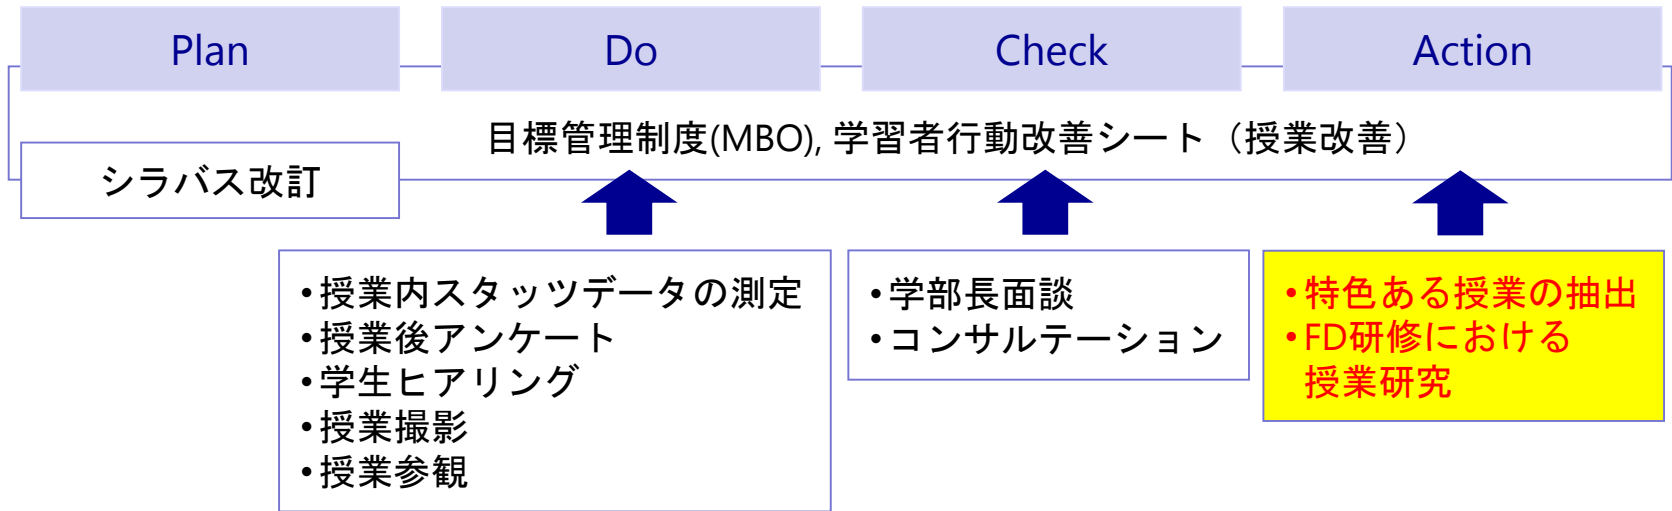 Plan
Do
Check
Action
目標管理制度(MBO), 学習者行動改善シート（授業改善）
シラバス改訂
•授業内スタッツデータの測定
•授業後アンケート
•学生ヒアリング
•授業撮影
•授業参観
•学部長面談
•コンサルテーション
•特色ある授業の抽出
•FD研修における
授業研究